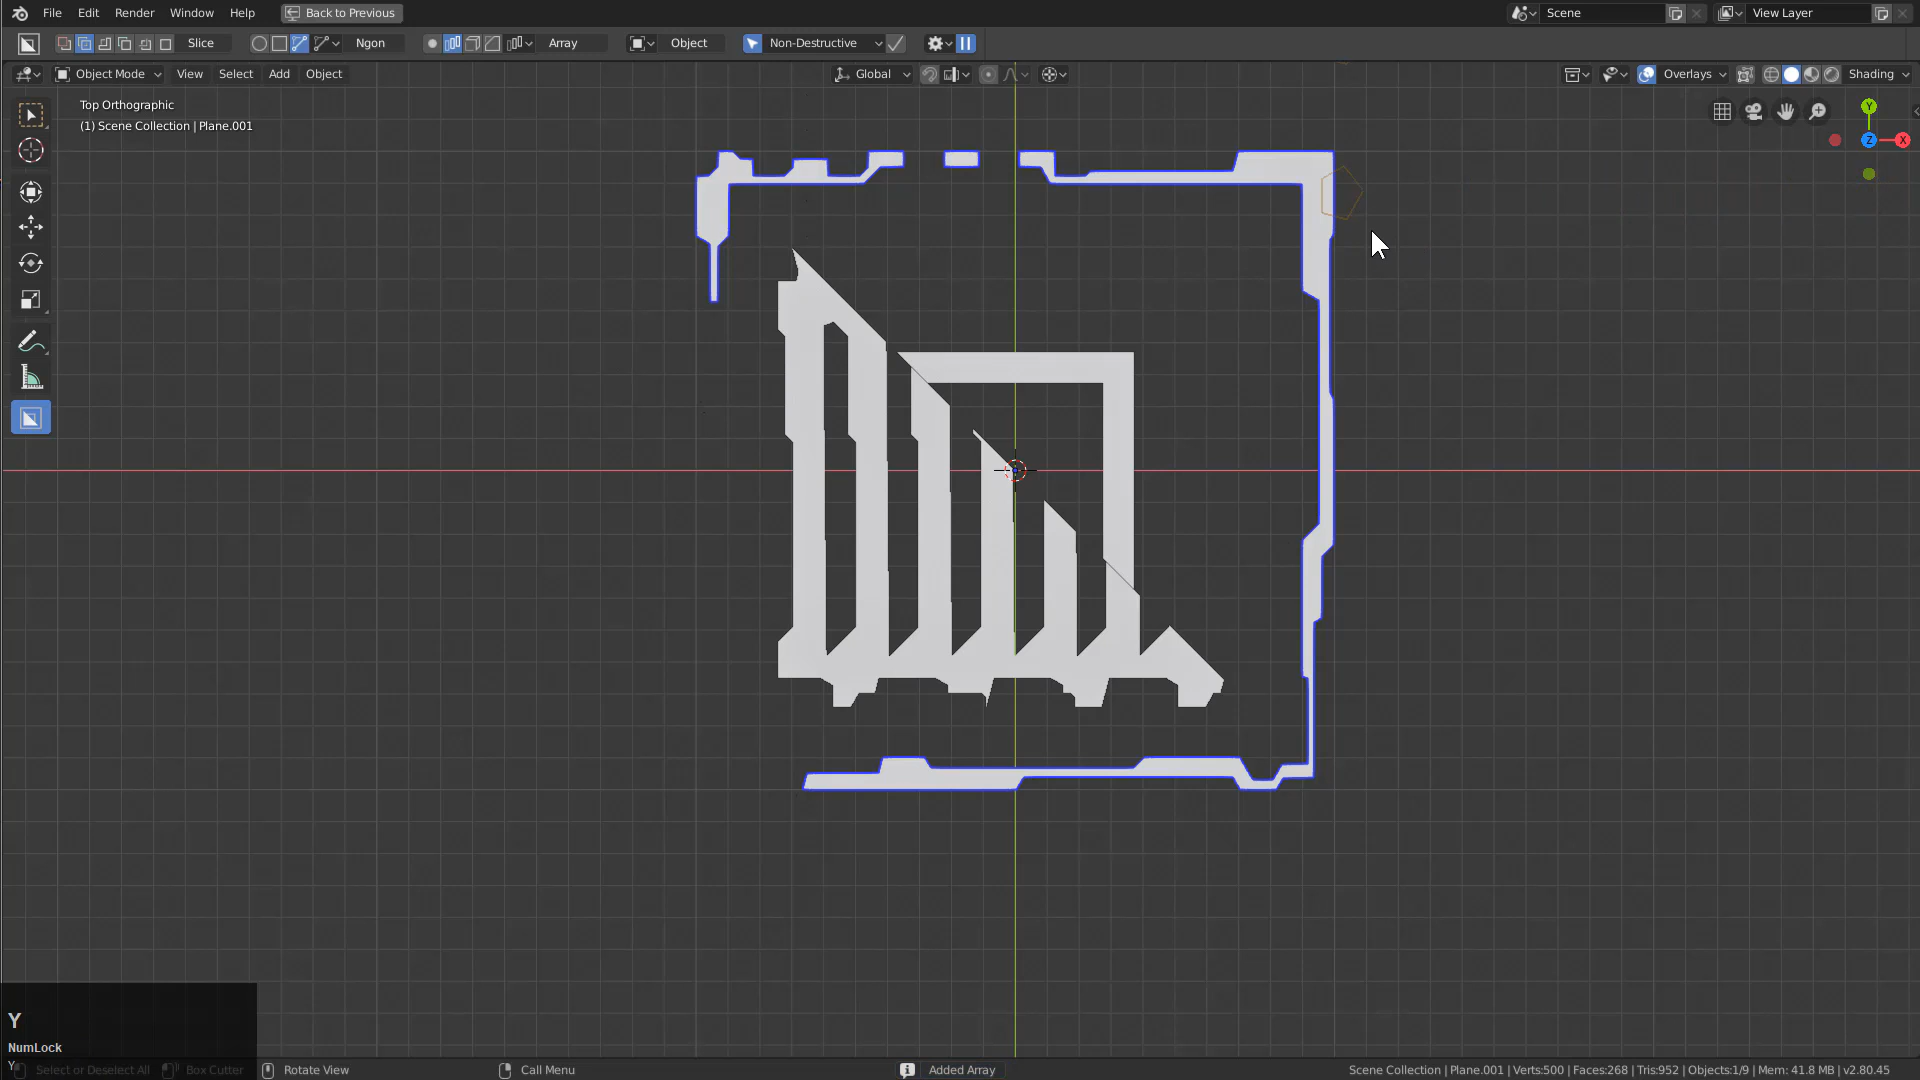 File Edit Render Window Help Back to Previous Scene View Layer
Slice Ngon Array Object Non-Destructive
Object Mode View Select Add Object Global Overlays Shading
Top Orthographic
(1) Scene Collection | Plane.001
Y
X
Z
Y
NumLock
Y
Select or Deselect All Box Cutter Rotate View Call Menu Added Array Scene Collection | Plane.001 | Verts:500 | Faces:268 | Tris:952 | Objects:1/9 | Mem: 41.8 MB | v2.80.45